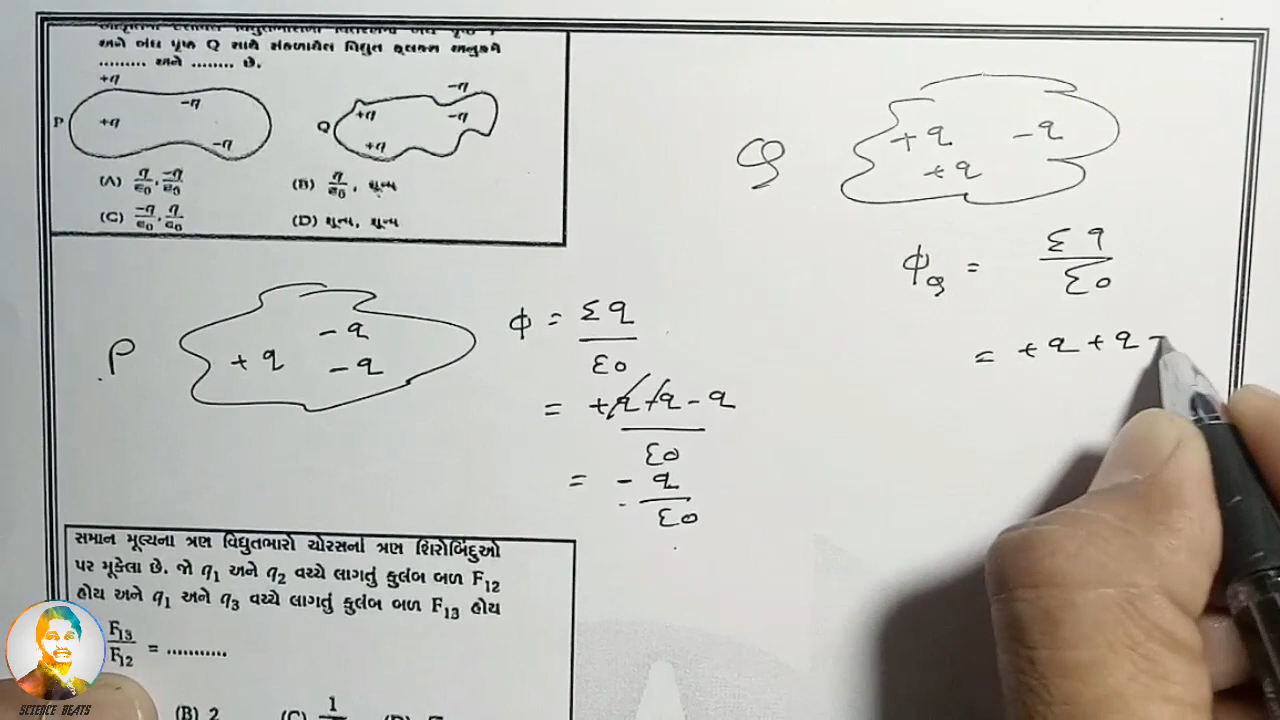 અને બંધ પૃષ્ઠ Q સાથે સંકળાયેલ વિદ્યુત ફ્લક્સ અનુક્રમે
......... અને ........ છે.
+q -q
P +q -q
-q Q +q -q
+q
(A) q/ε0, -q/ε0 (B) q/ε0, શૂન્ય
(C) -q/ε0, q/ε0 (D) શૂન્ય, શૂન્ય
P +q -q -q
φ = Σq/ε0
= +q/q - q/ε0
= -q/ε0
Q +q -q +q
φQ = Σq/ε0
= +q + q -
સમાન મૂલ્યના ત્રણ વિદ્યુતભારો ચોરસનાં ત્રણ શિરોબિંદુઓ
પર મૂકેલા છે. જો q1 અને q2 વચ્ચે લાગતું કુલંબ બળ F12
હોય અને q1 અને q3 વચ્ચે લાગતું કુલંબ બળ F13 હોય
F13/F12 = ...........
(B) 2 (C) 1
SCIENCE BEATS